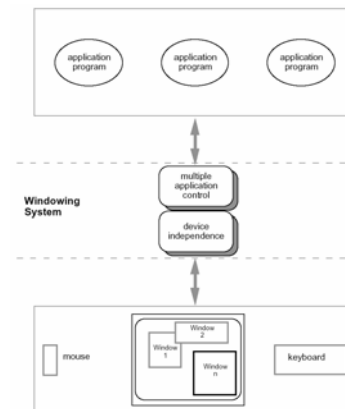 application
program
application
program
application
program
multiple
application
control
Windowing
System
device
independence
Window
2
Window
1
mouse
keyboard
Window
n